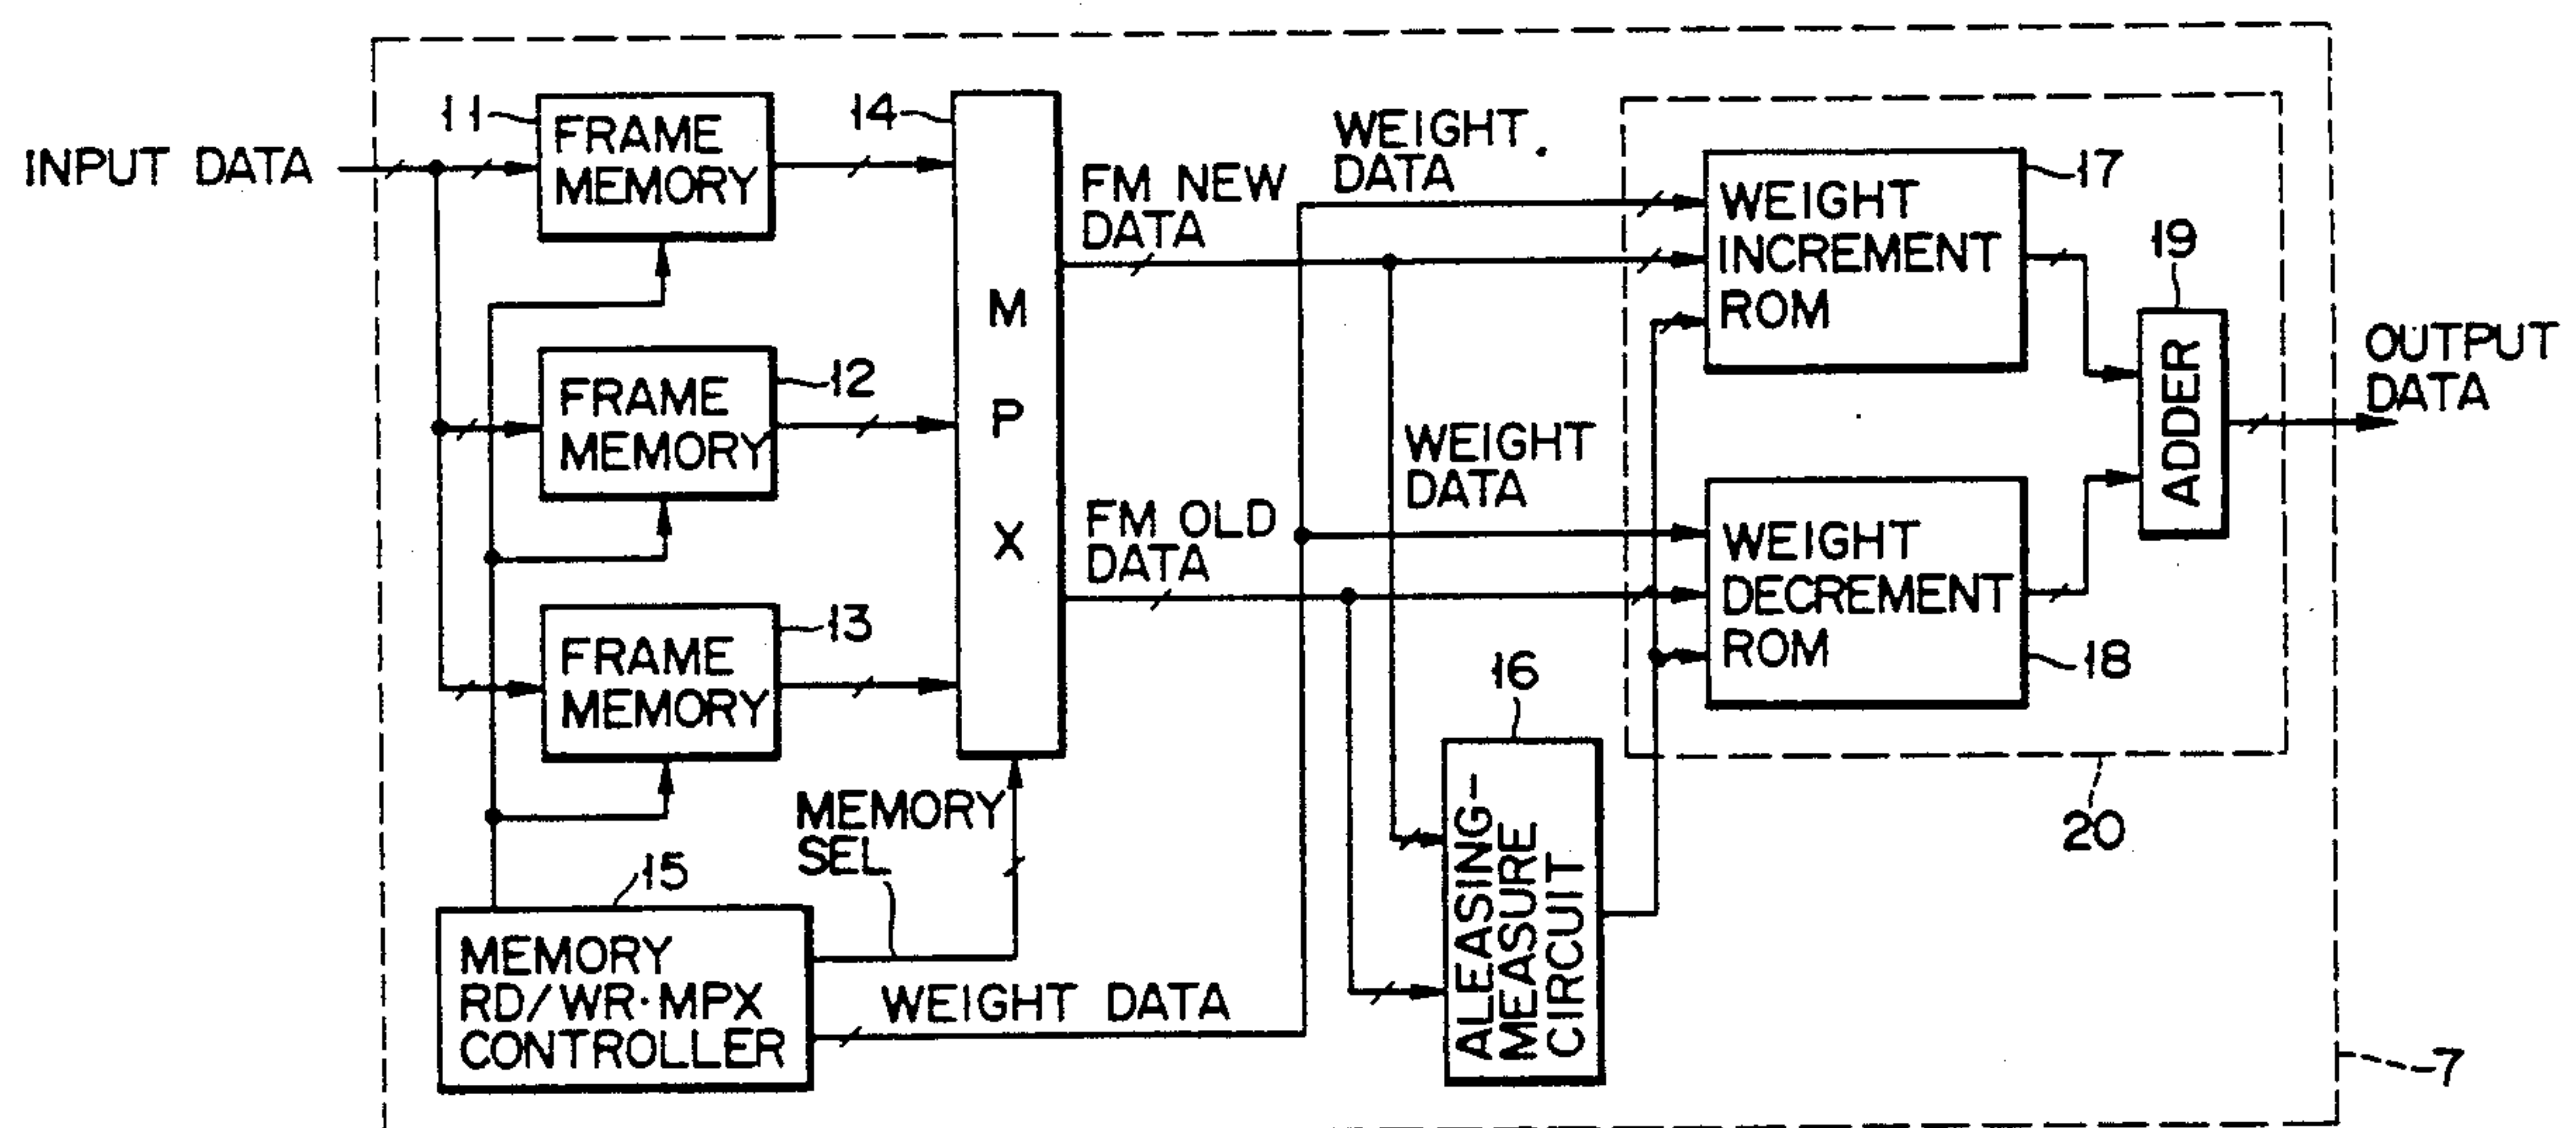 INPUT DATA
11
FRAME
MEMORY
12
FRAME
MEMORY
13
FRAME
MEMORY
14
M
P
X
15
MEMORY
RD/WR·MPX
CONTROLLER
MEMORY
SEL
WEIGHT DATA
FM NEW
DATA
FM OLD
DATA
WEIGHT
DATA
WEIGHT
DATA
16
ALEASING-
MEASURE
CIRCUIT
17
WEIGHT
INCREMENT
ROM
18
WEIGHT
DECREMENT
ROM
19
ADDER
20
OUTPUT
DATA
7